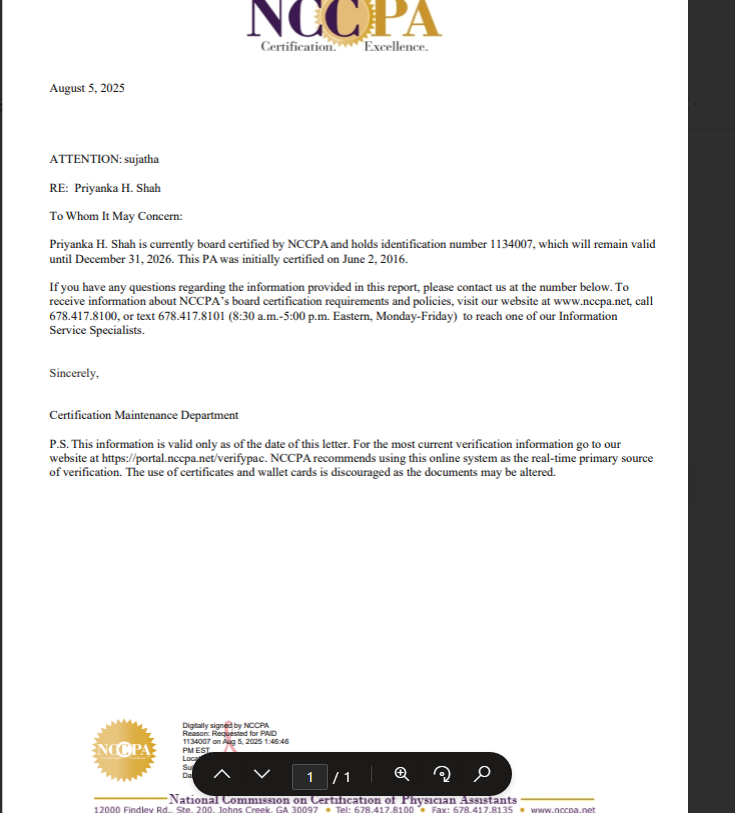 NCCPA
Certification. Excellence.
August 5, 2025
ATTENTION: sujatha
RE: Priyanka H. Shah
To Whom It May Concern:
Priyanka H. Shah is currently board certified by NCCPA and holds identification number 1134007, which will remain valid
until December 31, 2026. This PA was initially certified on June 2, 2016.
If you have any questions regarding the information provided in this report, please contact us at the number below. To
receive information about NCCPA’s board certification requirements and policies, visit our website at www.nccpa.net, call
678.417.8100, or text 678.417.8101 (8:30 a.m.-5:00 p.m. Eastern, Monday-Friday) to reach one of our Information
Service Specialists.
Sincerely,
Certification Maintenance Department
P.S. This information is valid only as of the date of this letter. For the most current verification information go to our
website at https://portal.nccpa.net/verifypac. NCCPA recommends using this online system as the real-time primary source
of verification. The use of certificates and wallet cards is discouraged as the documents may be altered.
NCCPA
Digitally signed by NCCPA
Reason: Requested for PAID
1134007 on Aug 5, 2025 1:46:46
PM EST
1 / 1
National Commission on Certification of Physician Assistants
12000 Findley Rd., Ste. 200, Johns Creek, GA 30097 • Tel: 678.417.8100 • Fax: 678.417.8135 • www.nccpa.net